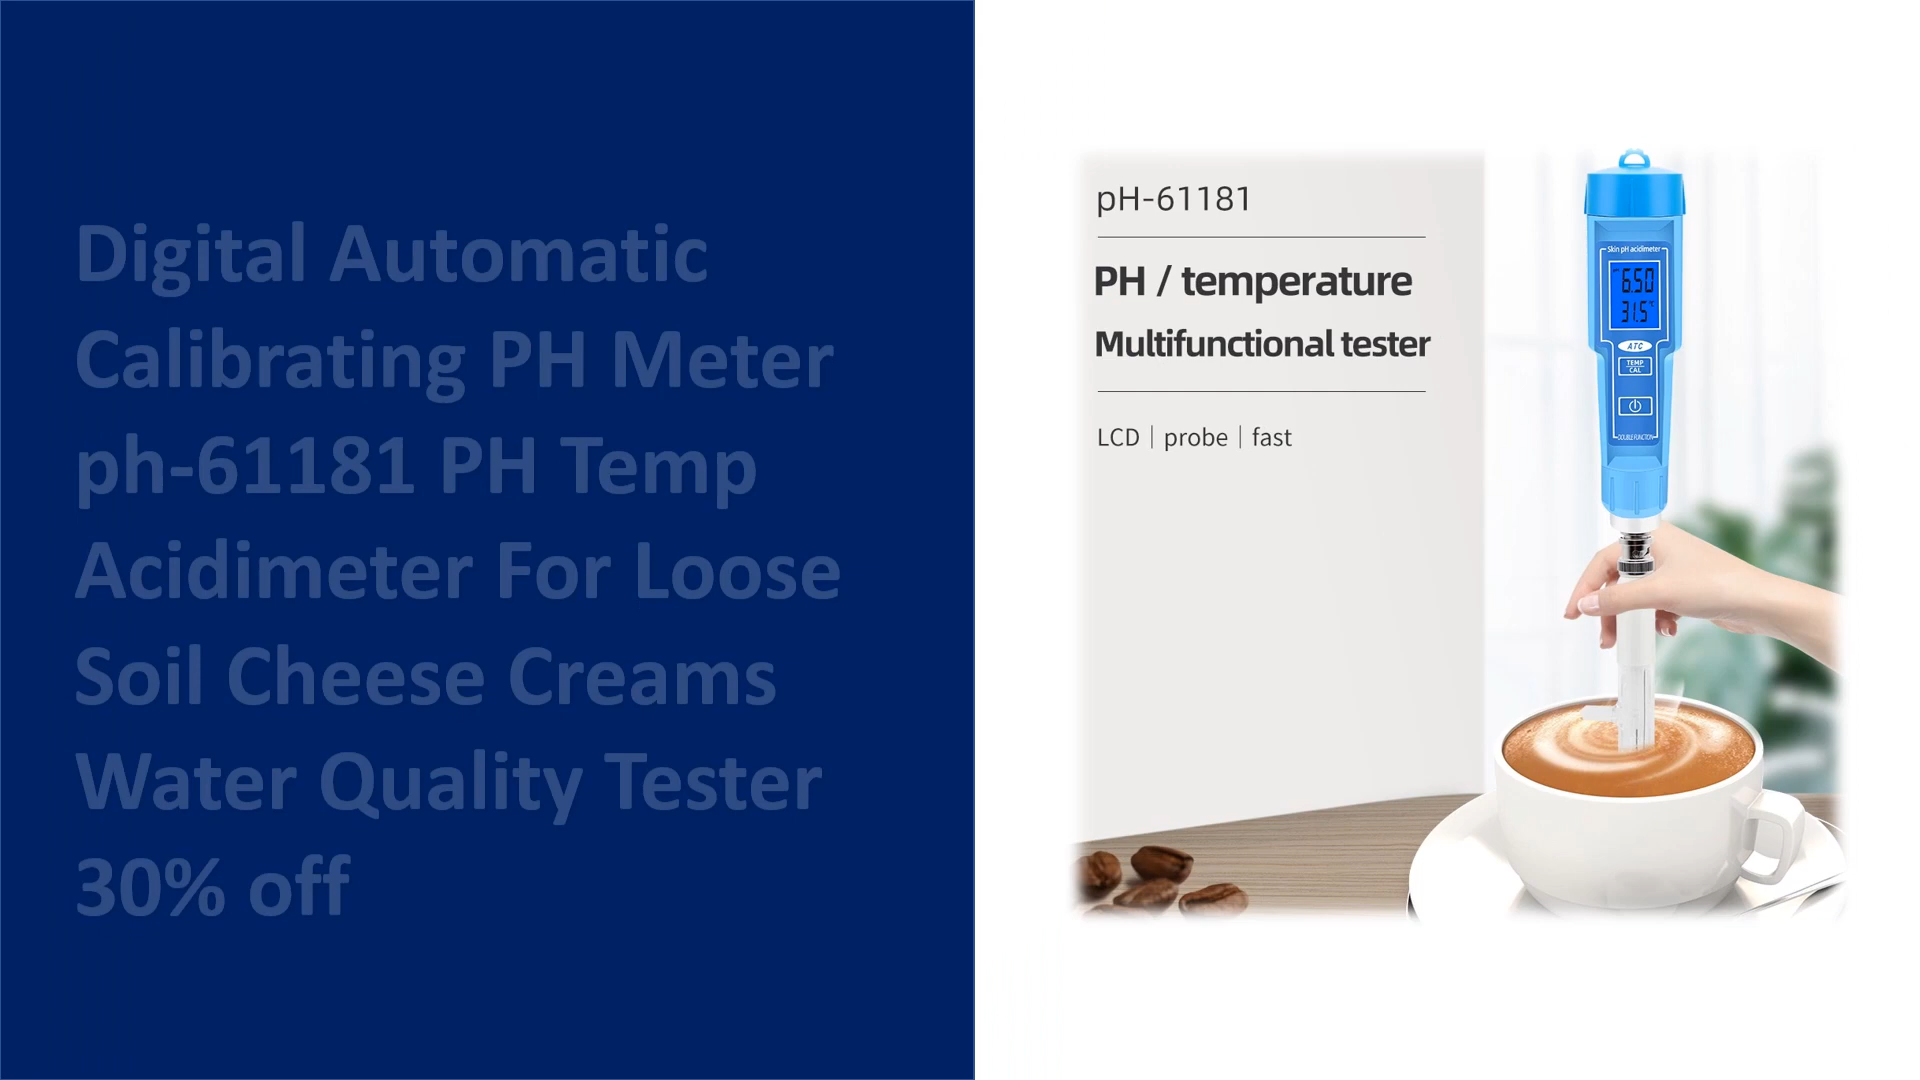 Digital Automatic
Calibrating PH Meter
ph-61181 PH Temp
Acidimeter For Loose
Soil Cheese Creams
Water Quality Tester
30% off
pH-61181
PH / temperature
Multifunctional tester
LCD | probe | fast
Skin pH acidimeter
6.50
31.5
ATC
TEMP
CAL
DOUBLE FUNCTION